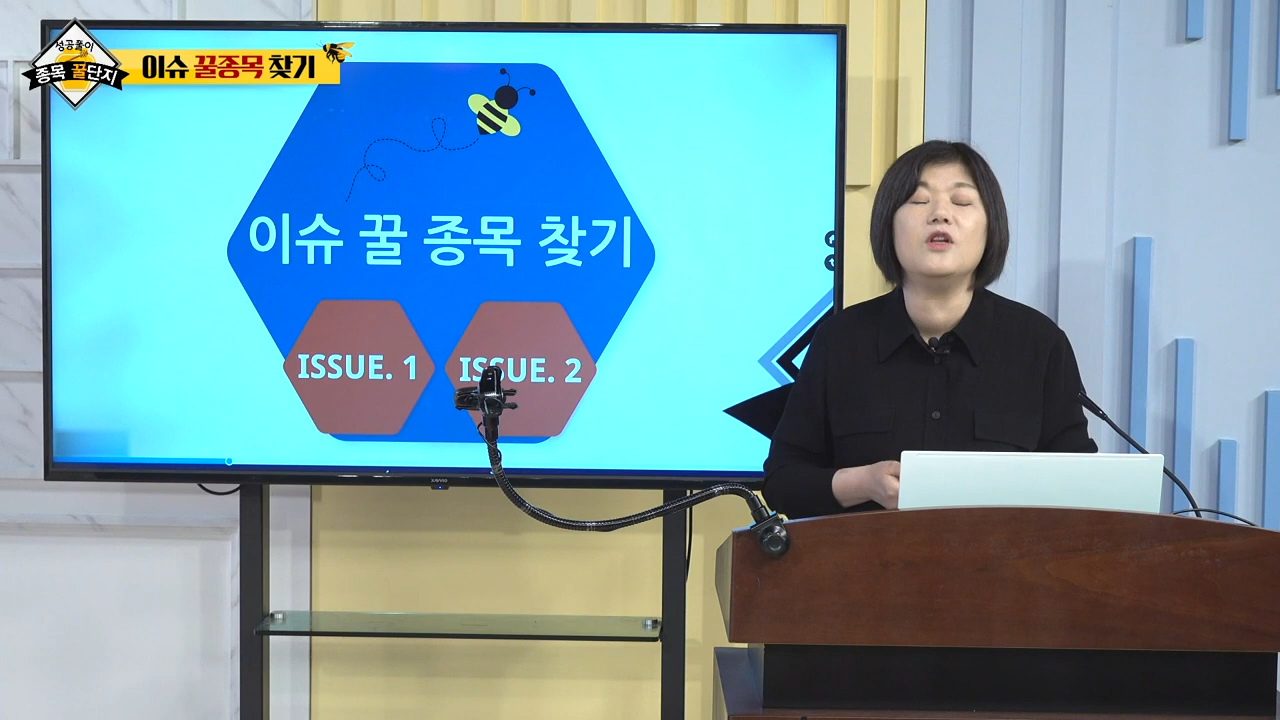 성공풀이
종목 꿀단지
이슈 꿀종목 찾기
이슈 꿀 종목 찾기
ISSUE. 1
ISSUE. 2